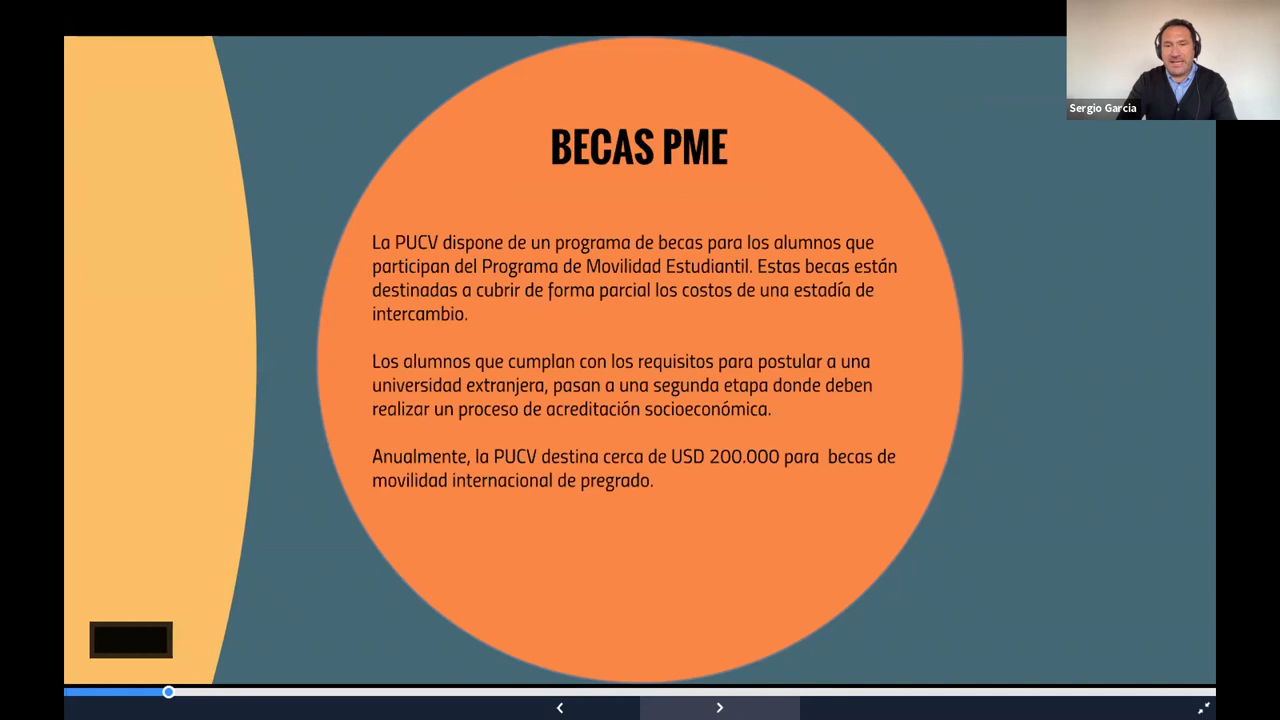 Sergio Garcia
BECAS PME
La PUCV dispone de un programa de becas para los alumnos que
participan del Programa de Movilidad Estudiantil. Estas becas están
destinadas a cubrir de forma parcial los costos de una estadía de
intercambio.
Los alumnos que cumplan con los requisitos para postular a una
universidad extranjera, pasan a una segunda etapa donde deben
realizar un proceso de acreditación socioeconómica.
Anualmente, la PUCV destina cerca de USD 200.000 para  becas de
movilidad internacional de pregrado.